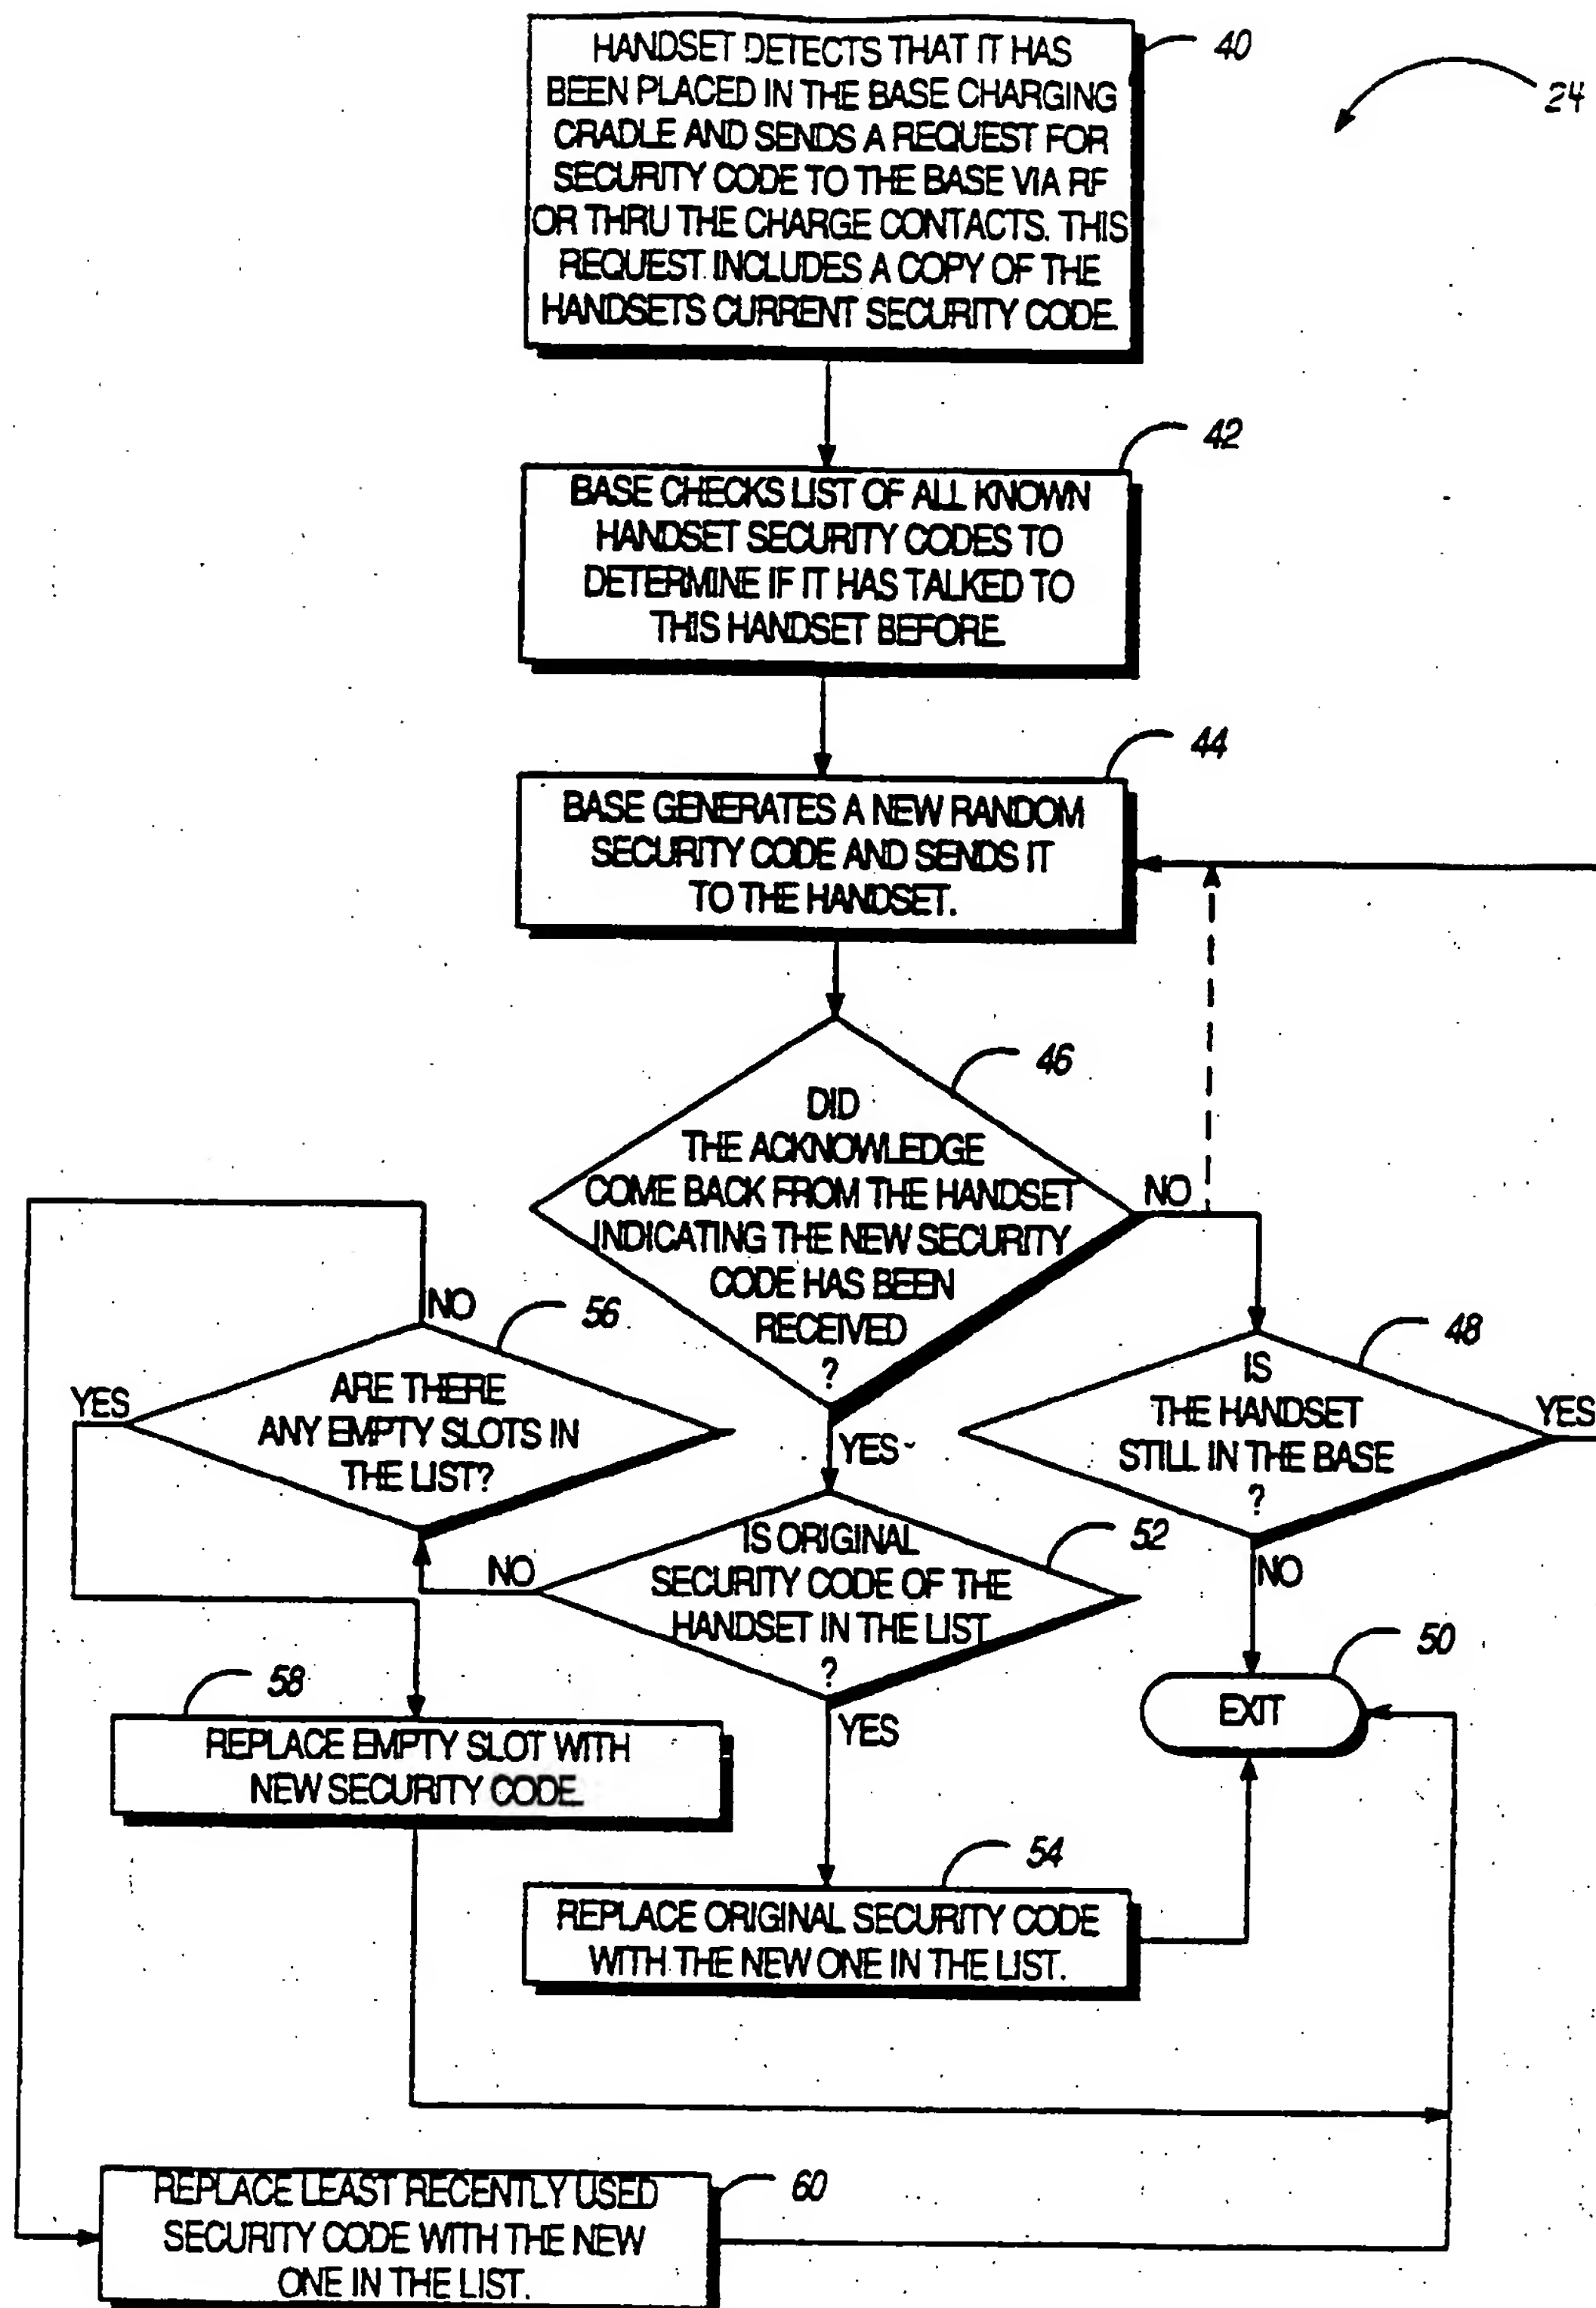 HANDSET DETECTS THAT IT HAS
BEEN PLACED IN THE BASE CHARGING
CRADLE AND SENDS A REQUEST FOR
SECURITY CODE TO THE BASE VIA RF
OR THRU THE CHARGE CONTACTS. THIS
REQUEST INCLUDES A COPY OF THE
HANDSETS CURRENT SECURITY CODE.
40
24
42
BASE CHECKS LIST OF ALL KNOWN
HANDSET SECURITY CODES TO
DETERMINE IF IT HAS TALKED TO
THIS HANDSET BEFORE.
44
BASE GENERATES A NEW RANDOM
SECURITY CODE AND SENDS IT
TO THE HANDSET.
46
DID
THE ACKNOWLEDGE
COME BACK FROM THE HANDSET
INDICATING THE NEW SECURITY
CODE HAS BEEN
RECEIVED
?
NO
YES
48
IS
THE HANDSET
STILL IN THE BASE
?
YES
NO
50
EXIT
52
IS ORIGINAL
SECURITY CODE OF THE
HANDSET IN THE LIST
?
NO
YES
56
ARE THERE
ANY EMPTY SLOTS IN
THE LIST?
NO
YES
58
REPLACE EMPTY SLOT WITH
NEW SECURITY CODE.
54
REPLACE ORIGINAL SECURITY CODE
WITH THE NEW ONE IN THE LIST.
60
REPLACE LEAST RECENTLY USED
SECURITY CODE WITH THE NEW
ONE IN THE LIST.